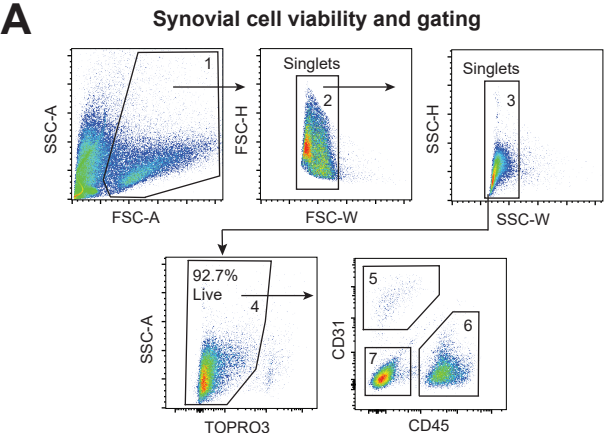 A
Synovial cell viability and gating
SSC-A
1
FSC-A
FSC-H
Singlets
2
FSC-W
SSC-H
Singlets
3
SSC-W
SSC-A
92.7%
Live
4
TOPRO3
CD31
5
6
7
CD45